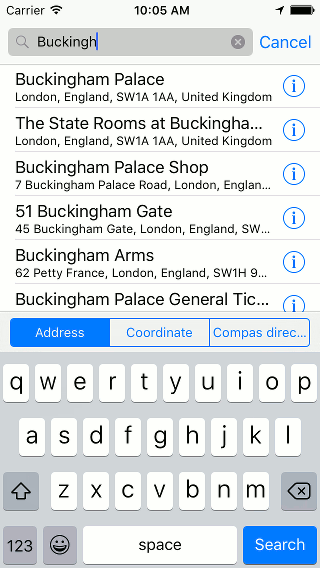 Carrier 10:05 AM
Buckingh Cancel
Buckingham Palace
London, England, SW1A 1AA, United Kingdom
The State Rooms at Buckingha...
London, England, SW1A 1AA, United Kingdom
Buckingham Palace Shop
7 Buckingham Palace Road, London, Englan...
51 Buckingham Gate
45 Buckingham Gate, London, England, SW...
Buckingham Arms
62 Petty France, London, England, SW1H 9...
Buckingham Palace General Tic...
Address Coordinate Compas direc...
q w e r t y u i o p
a s d f g h j k l
z x c v b n m
123 space Search